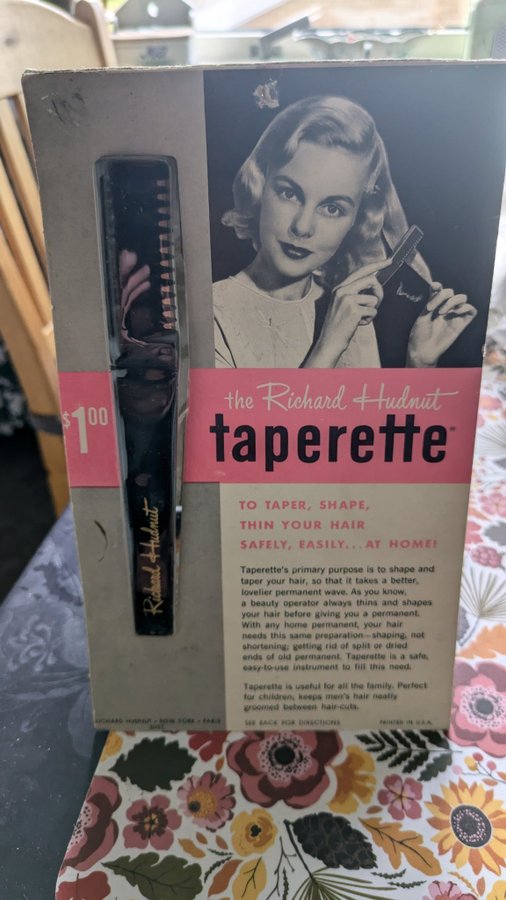 $1.00
the Richard Hudnut
taperette
TO TAPER, SHAPE,
THIN YOUR HAIR
SAFELY, EASILY...AT HOME!
Taperette's primary purpose is to shape and
taper your hair, so that it takes a better,
lovelier permanent wave. As you know,
a beauty operator always thins and shapes
your hair before giving you a permanent.
With any home permanent, your hair
needs this same preparation—shaping, not
shortening; getting rid of split or dried
ends of old permanent. Taperette is a safe,
easy-to-use instrument to fill this need.
Taperette is useful for all the family. Perfect
for children, keeps men's hair neatly
groomed between hair-cuts.
Richard Hudnut
RICHARD HUDNUT • NEW YORK • PARIS
DIST.
SEE BACK FOR DIRECTIONS
PRINTED IN U.S.A.